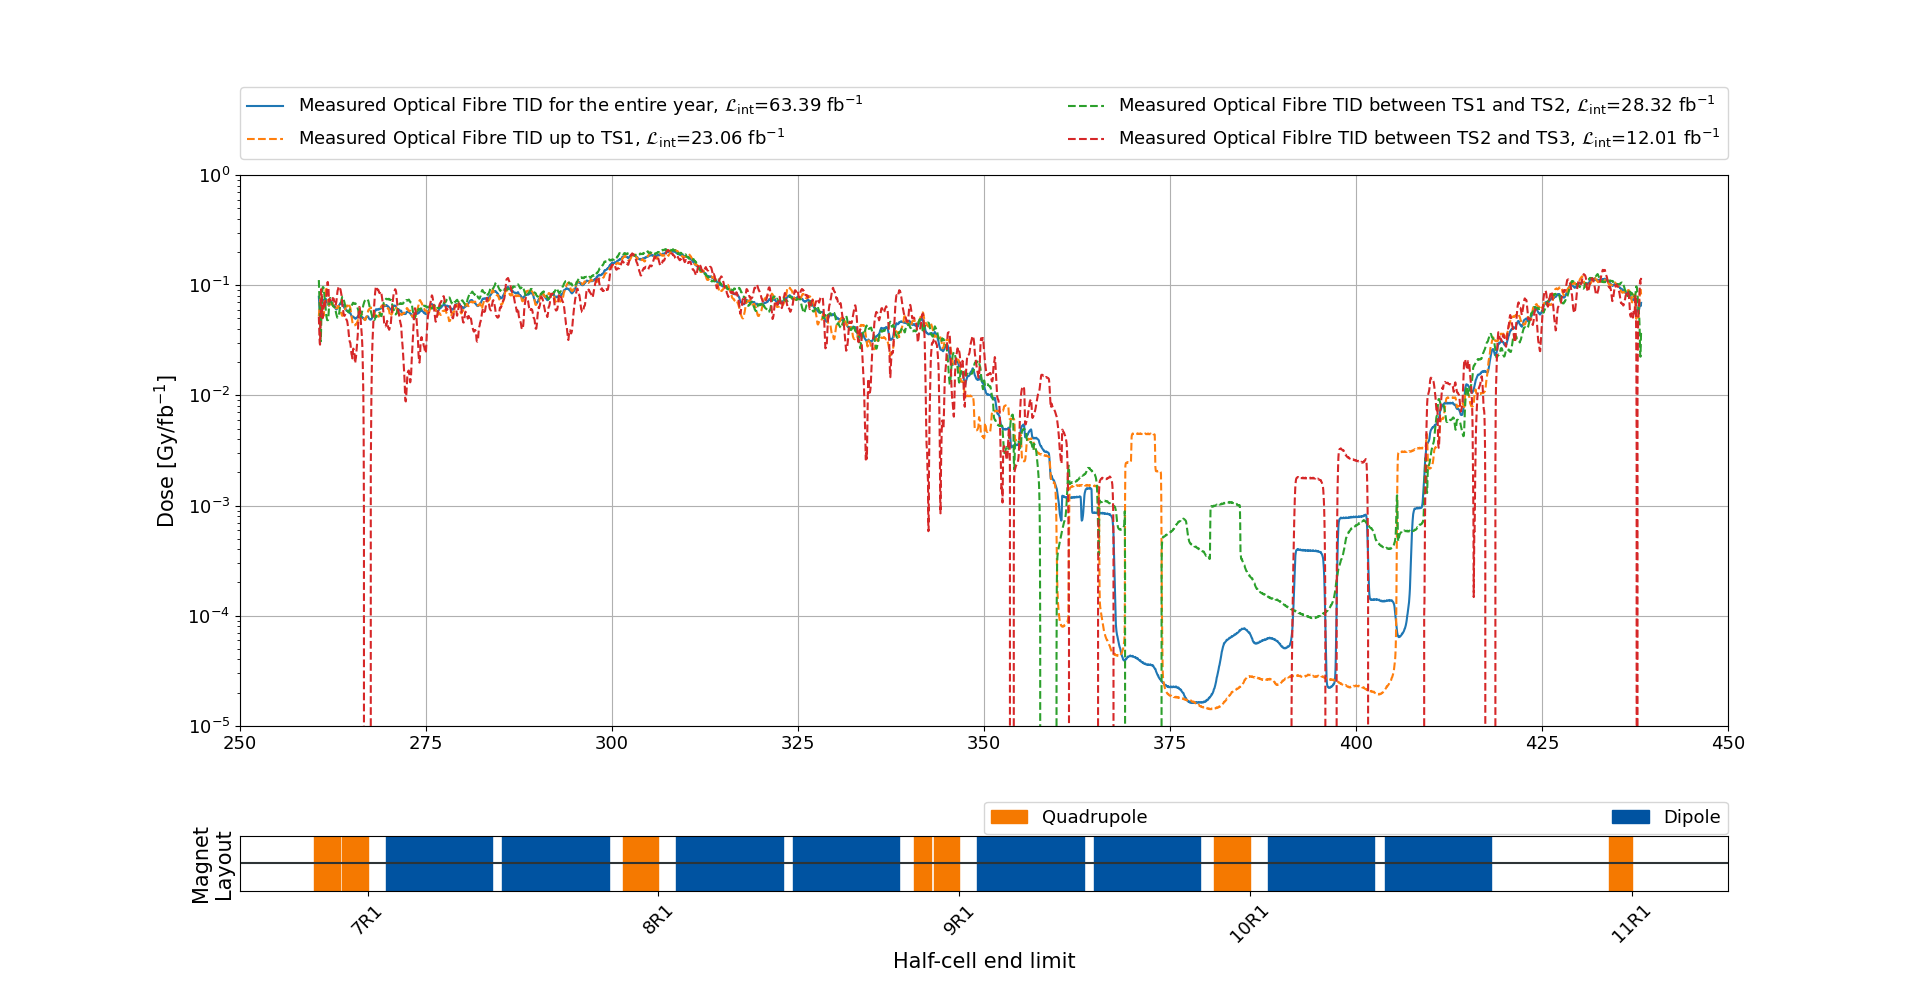 Measured Optical Fibre TID for the entire year, ℒint=63.39 fb⁻¹
Measured Optical Fibre TID up to TS1, ℒint=23.06 fb⁻¹
Measured Optical Fibre TID between TS1 and TS2, ℒint=28.32 fb⁻¹
Measured Optical Fiblre TID between TS2 and TS3, ℒint=12.01 fb⁻¹
Dose [Gy/fb⁻¹]
10⁰
10⁻¹
10⁻²
10⁻³
10⁻⁴
10⁻⁵
250 275 300 325 350 375 400 425 450
Quadrupole Dipole
Magnet
Layout
7R1 8R1 9R1 10R1 11R1
Half-cell end limit